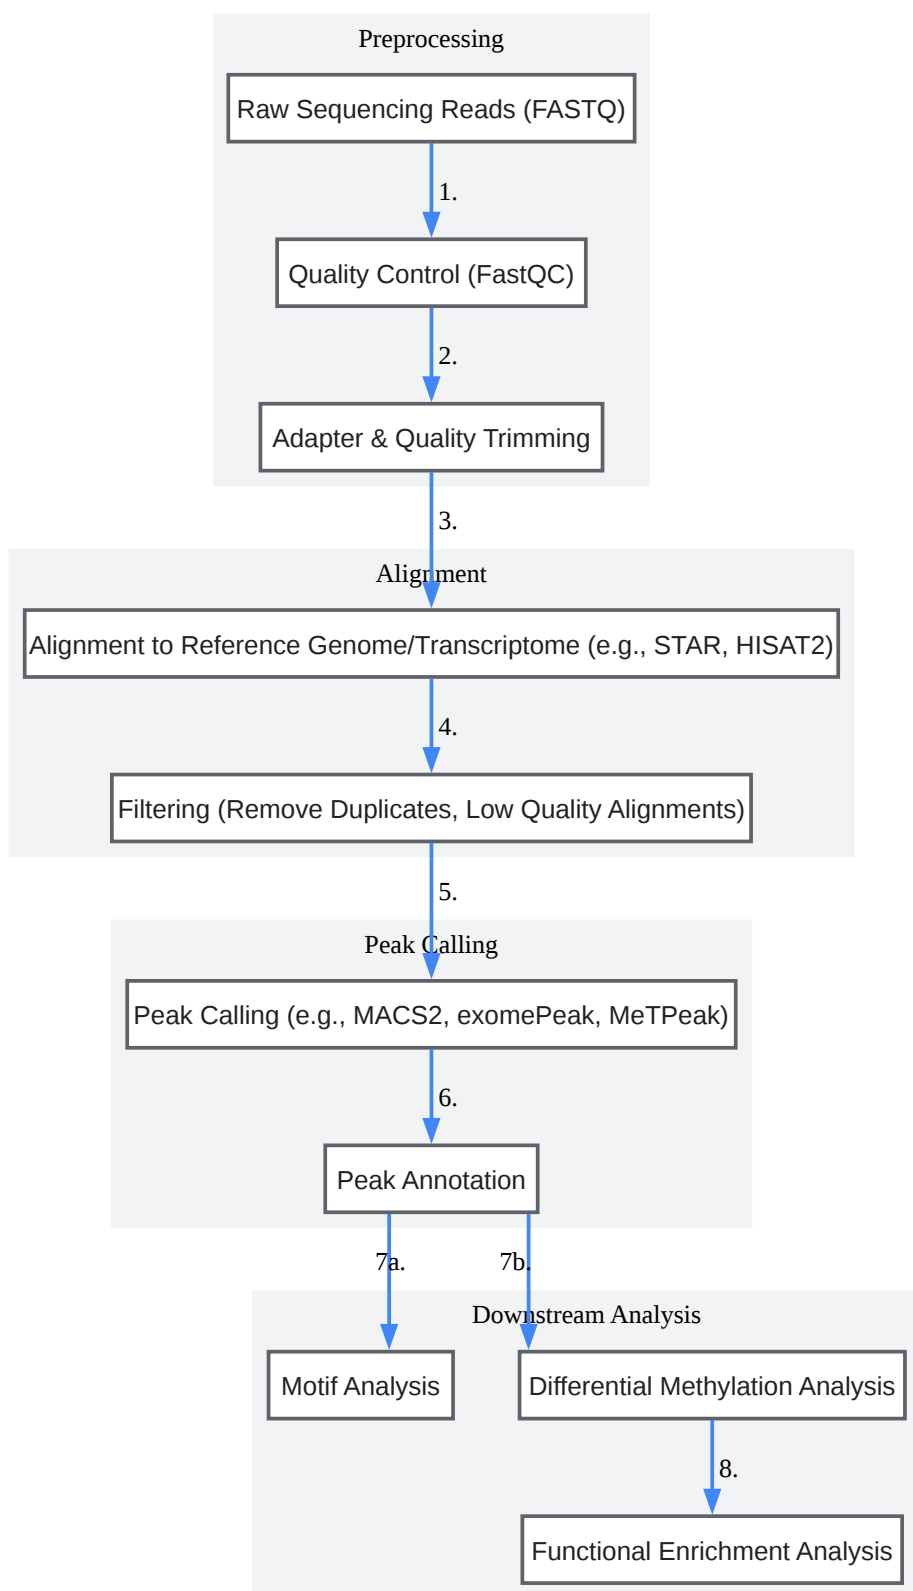 Preprocessing
Raw Sequencing Reads (FASTQ)
1.
Quality Control (FastQC)
2.
Adapter & Quality Trimming
3.
Alignment
Alignment to Reference Genome/Transcriptome (e.g., STAR, HISAT2)
4.
Filtering (Remove Duplicates, Low Quality Alignments)
5.
Peak Calling
Peak Calling (e.g., MACS2, exomePeak, MeTPeak)
6.
Peak Annotation
7a.
7b.
Downstream Analysis
Motif Analysis
Differential Methylation Analysis
8.
Functional Enrichment Analysis